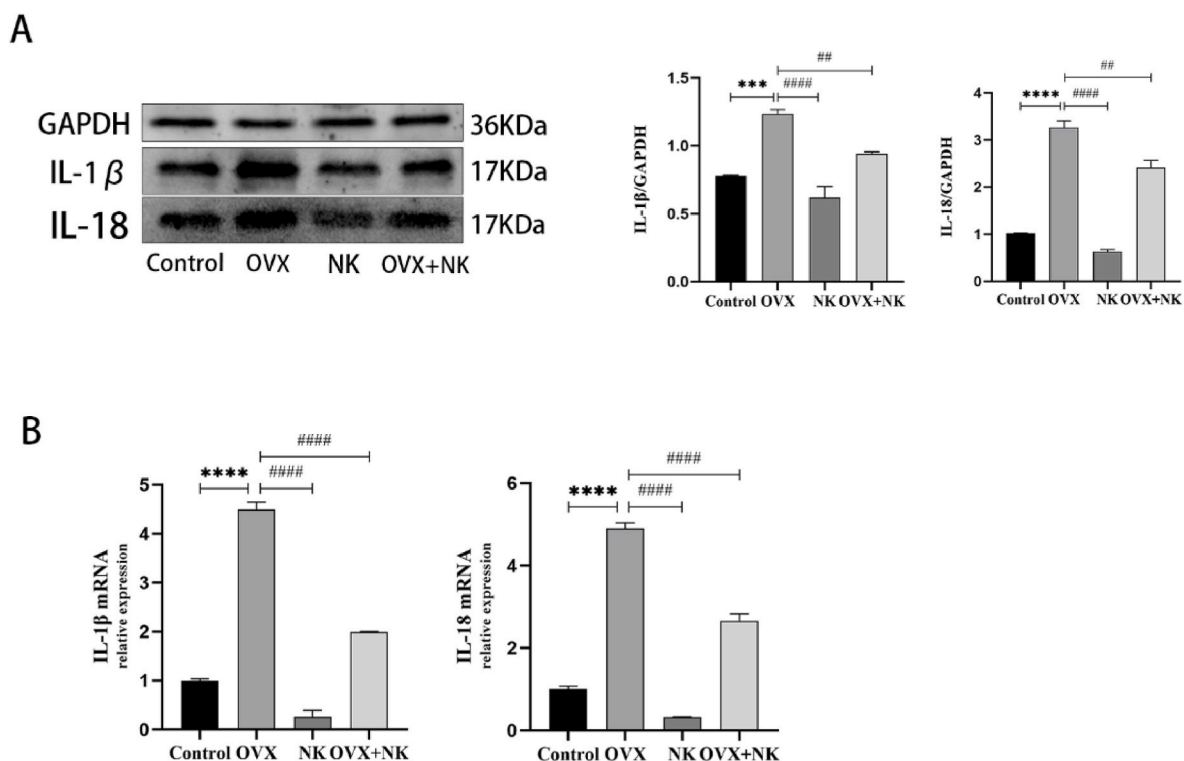 A
GAPDH 36KDa
IL-1β 17KDa
IL-18 17KDa
Control OVX NK OVX+NK
##
*** ####
1.5
1.0
0.5
0.0
IL-1β/GAPDH
Control OVX NK OVX+NK
##
**** ####
4
3
2
1
0
IL-18/GAPDH
Control OVX NK OVX+NK
B
####
**** ####
5
4
3
2
1
0
IL-1β mRNA
relative expression
Control OVX NK OVX+NK
####
**** ####
6
4
2
0
IL-18 mRNA
relative expression
Control OVX NK OVX+NK